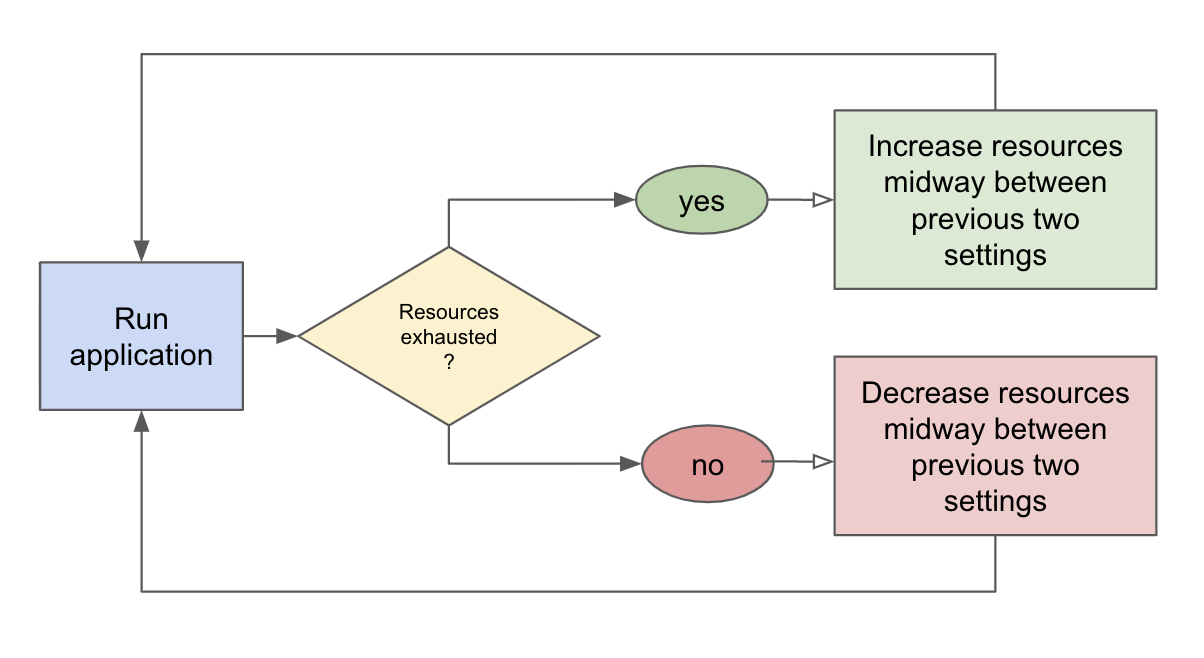 Run
application
Resources
exhausted
?
yes
Increase resources
midway between
previous two
settings
no
Decrease resources
midway between
previous two
settings